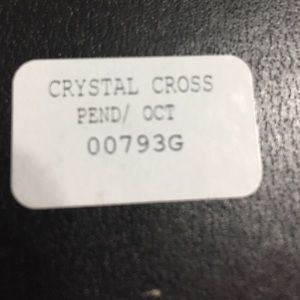 CRYSTAL CROSS
PEND/ OCT
00793G